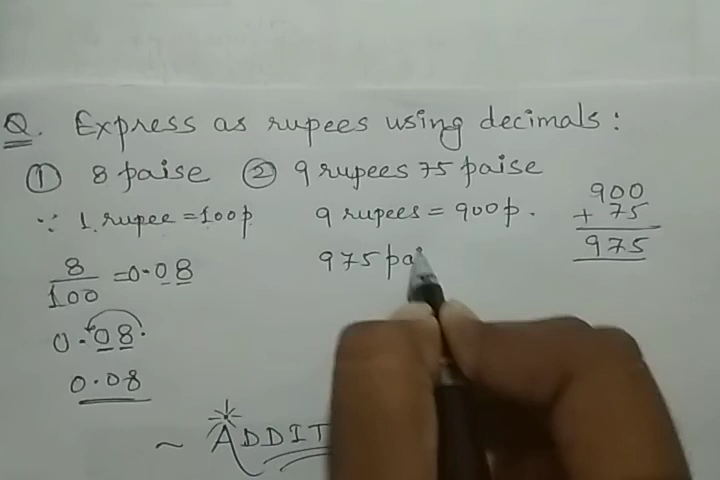 Q. Express as rupees using decimals:
① 8 paise ② 9 rupees 75 paise
∵ 1 rupee = 100p
8/100 = 0.08
0.08.
0.08
9 rupees = 900p.
975 pai
900
+ 75
975
~ ADDIT